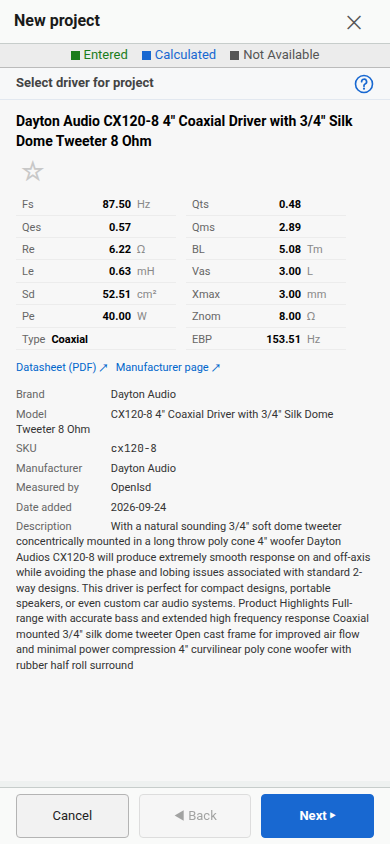 New project
Entered Calculated Not Available
Select driver for project
Dayton Audio CX120-8 4" Coaxial Driver with 3/4" Silk
Dome Tweeter 8 Ohm
Fs 87.50 Hz Qts 0.48
Qes 0.57 Qms 2.89
Re 6.22 Ω BL 5.08 Tm
Le 0.63 mH Vas 3.00 L
Sd 52.51 cm² Xmax 3.00 mm
Pe 40.00 W Znom 8.00 Ω
Type Coaxial EBP 153.51 Hz
Datasheet (PDF) ↗ Manufacturer page ↗
Brand Dayton Audio
Model CX120-8 4" Coaxial Driver with 3/4" Silk Dome
Tweeter 8 Ohm
SKU cx120-8
Manufacturer Dayton Audio
Measured by OpenIsd
Date added 2026-09-24
Description With a natural sounding 3/4" soft dome tweeter
concentrically mounted in a long throw poly cone 4" woofer Dayton
Audios CX120-8 will produce extremely smooth response on and off-axis
while avoiding the phase and lobing issues associated with standard 2-
way designs. This driver is perfect for compact designs, portable
speakers, or even custom car audio systems. Product Highlights Full-
range with accurate bass and extended high frequency response Coaxial
mounted 3/4" silk dome tweeter Open cast frame for improved air flow
and minimal power compression 4" curvilinear poly cone woofer with
rubber half roll surround
Cancel ◀ Back Next ▶